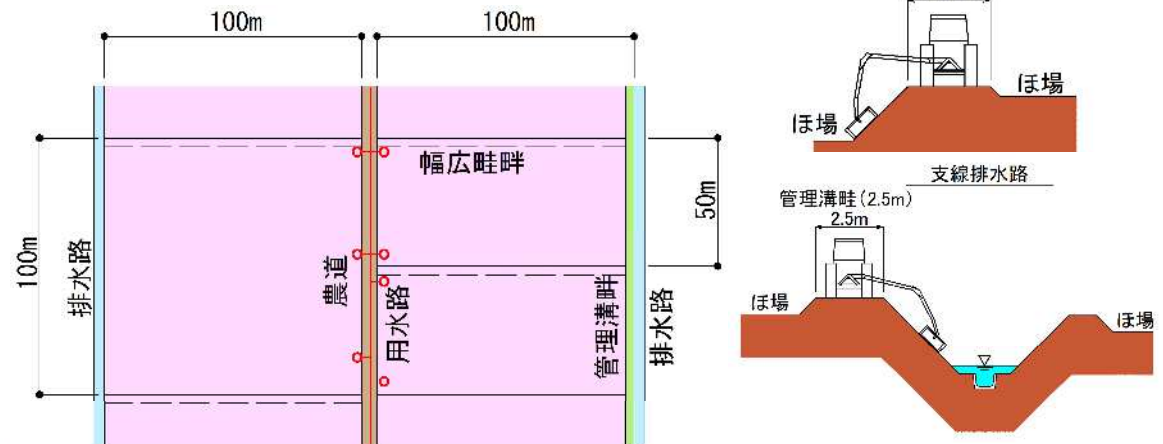 100m
100m
幅広畦畔
50m
100m
排水路
農道
用水路
管理溝畔
排水路
ほ場
ほ場
支線排水路
管理溝畦(2.5m)
2.5m
ほ場
ほ場